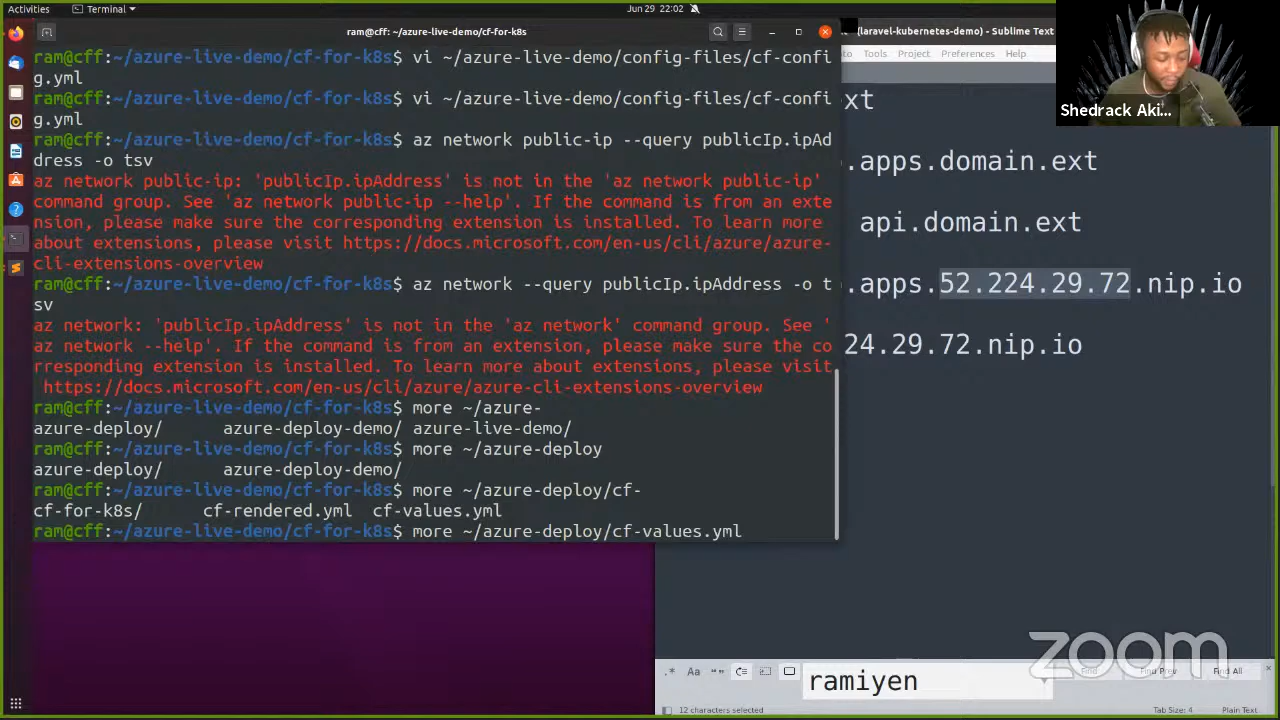 Activities
Terminal
Jun 29 22:02
ram@cff: ~/azure-live-demo/cf-for-k8s
ram@cff:~/azure-live-demo/cf-for-k8s$ vi ~/azure-live-demo/config-files/cf-confi
g.yml
ram@cff:~/azure-live-demo/cf-for-k8s$ vi ~/azure-live-demo/config-files/cf-confi
g.yml
ram@cff:~/azure-live-demo/cf-for-k8s$ az network public-ip --query publicIp.ipAd
dress -o tsv
az network public-ip: 'publicIp.ipAddress' is not in the 'az network public-ip'
command group. See 'az network public-ip --help'. If the command is from an exte
nsion, please make sure the corresponding extension is installed. To learn more
about extensions, please visit https://docs.microsoft.com/en-us/cli/azure/azure-
cli-extensions-overview
ram@cff:~/azure-live-demo/cf-for-k8s$ az network --query publicIp.ipAddress -o t
sv
az network: 'publicIp.ipAddress' is not in the 'az network' command group. See '
az network --help'. If the command is from an extension, please make sure the co
rresponding extension is installed. To learn more about extensions, please visit
https://docs.microsoft.com/en-us/cli/azure/azure-cli-extensions-overview
ram@cff:~/azure-live-demo/cf-for-k8s$ more ~/azure-
azure-deploy/ azure-deploy-demo/ azure-live-demo/
ram@cff:~/azure-live-demo/cf-for-k8s$ more ~/azure-deploy
azure-deploy/ azure-deploy-demo/
ram@cff:~/azure-live-demo/cf-for-k8s$ more ~/azure-deploy/cf-
cf-for-k8s/ cf-rendered.yml cf-values.yml
ram@cff:~/azure-live-demo/cf-for-k8s$ more ~/azure-deploy/cf-values.yml
(laravel-kubernetes-demo) - Sublime Text
Tools Project Preferences Help
ext
.apps.domain.ext
api.domain.ext
.apps.52.224.29.72.nip.io
24.29.72.nip.io
Shedrack Aki...
zoom
Find Find Prev Find All
ramiyen
12 characters selected
Tab Size: 4
Plain Text